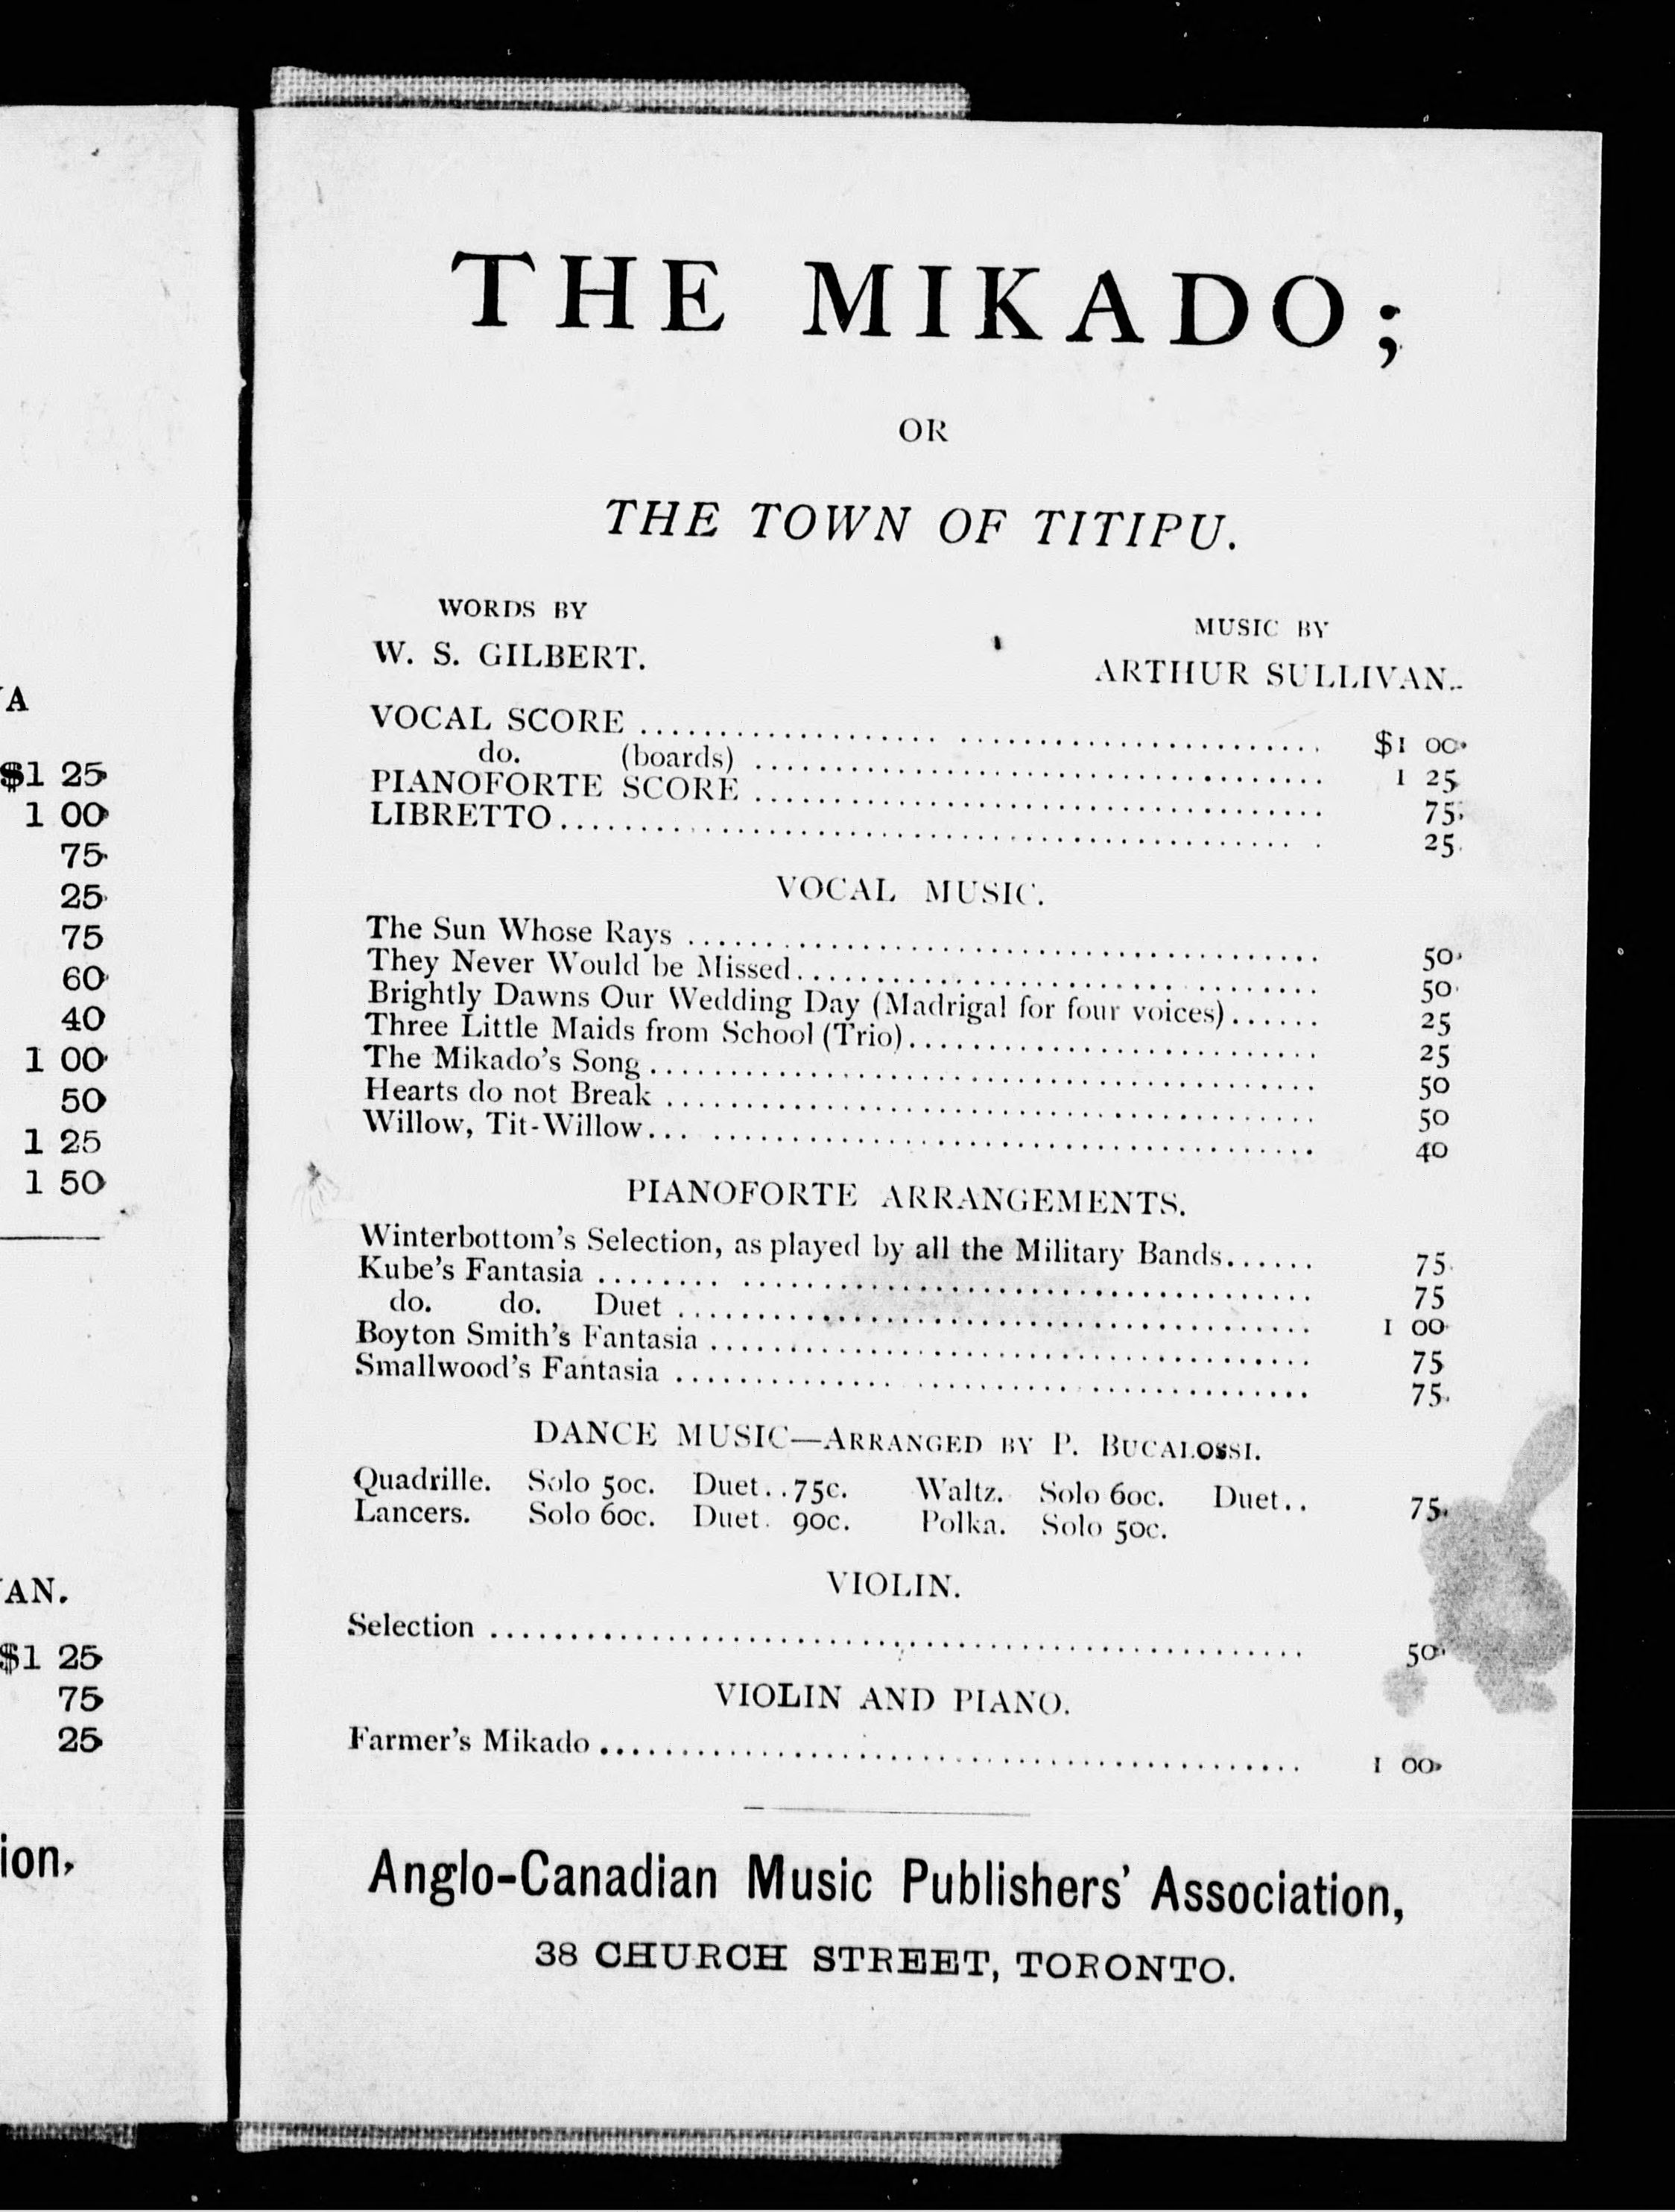 A
$1 25
1 00
75
25
75
60
40
1 00
50
1 25
1 50
AN.
$1 25
75
25
ion,
THE MIKADO;
OR
THE TOWN OF TITIPU.
WORDS BY
W. S. GILBERT.
MUSIC BY
ARTHUR SULLIVAN.
VOCAL SCORE .......... $1 00
do. (boards) .......... 1 25
PIANOFORTE SCORE .......... 75
LIBRETTO .......... 25
VOCAL MUSIC.
The Sun Whose Rays .......... 50
They Never Would be Missed .......... 50
Brightly Dawns Our Wedding Day (Madrigal for four voices) ...... 25
Three Little Maids from School (Trio) .......... 25
The Mikado's Song .......... 50
Hearts do not Break .......... 50
Willow, Tit-Willow .......... 40
PIANOFORTE ARRANGEMENTS.
Winterbottom's Selection, as played by all the Military Bands ...... 75
Kube's Fantasia .......... 75
do. do. Duet .......... 1 00
Boyton Smith's Fantasia .......... 75
Smallwood's Fantasia .......... 75
DANCE MUSIC—ARRANGED BY P. BUCALOSSI.
Quadrille. Solo 50c. Duet..75c. Waltz. Solo 60c. Duet.. 75
Lancers. Solo 60c. Duet. 90c. Polka. Solo 50c.
VIOLIN.
Selection .......... 50
VIOLIN AND PIANO.
Farmer's Mikado .......... 1 00
Anglo-Canadian Music Publishers' Association,
38 CHURCH STREET, TORONTO.